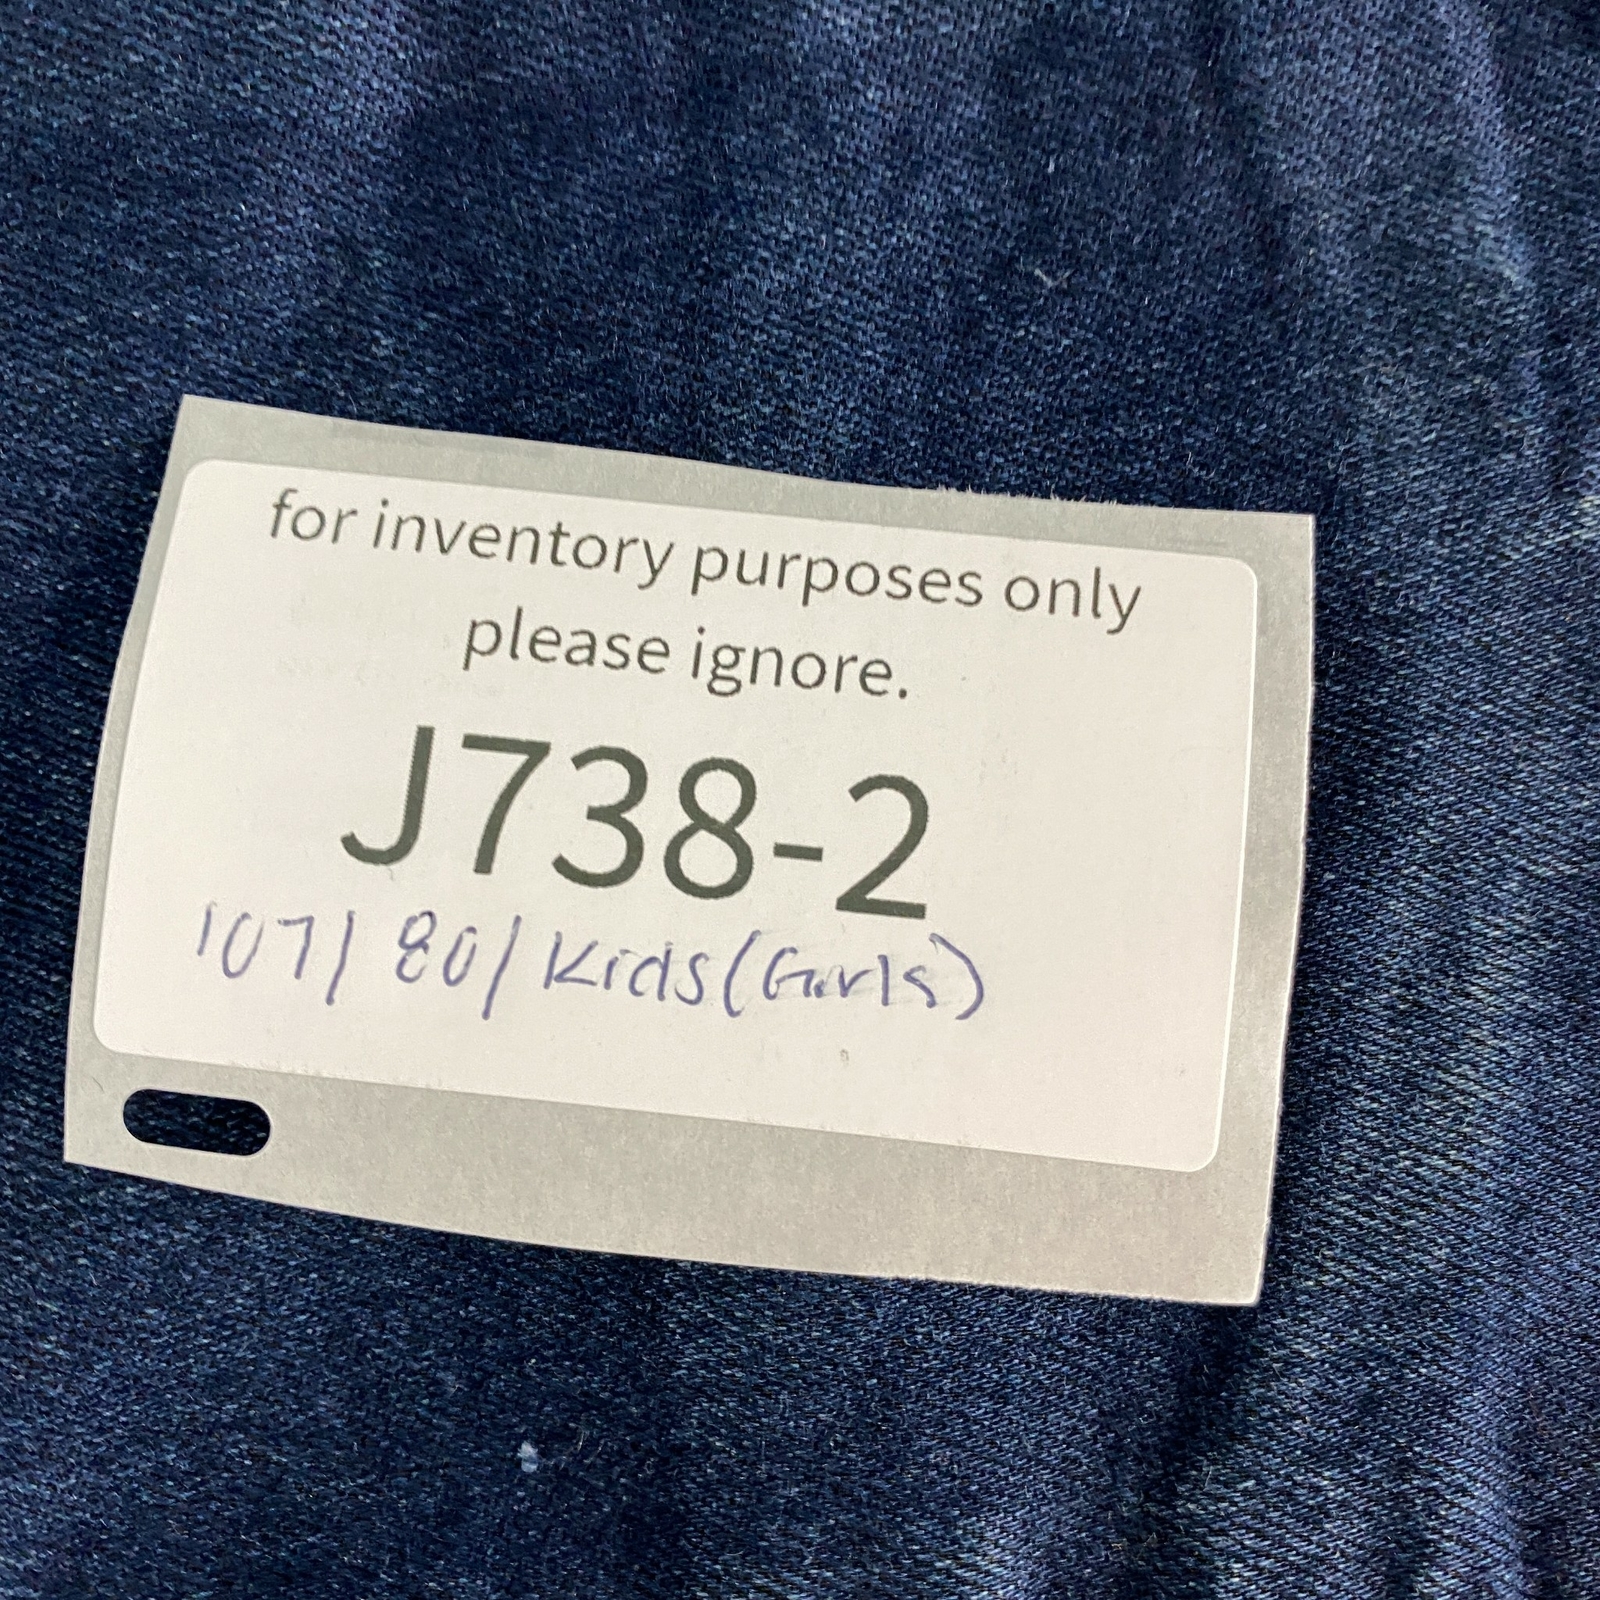 for inventory purposes only
please ignore.
J738-2
107/ 80/ Kids (Girls)